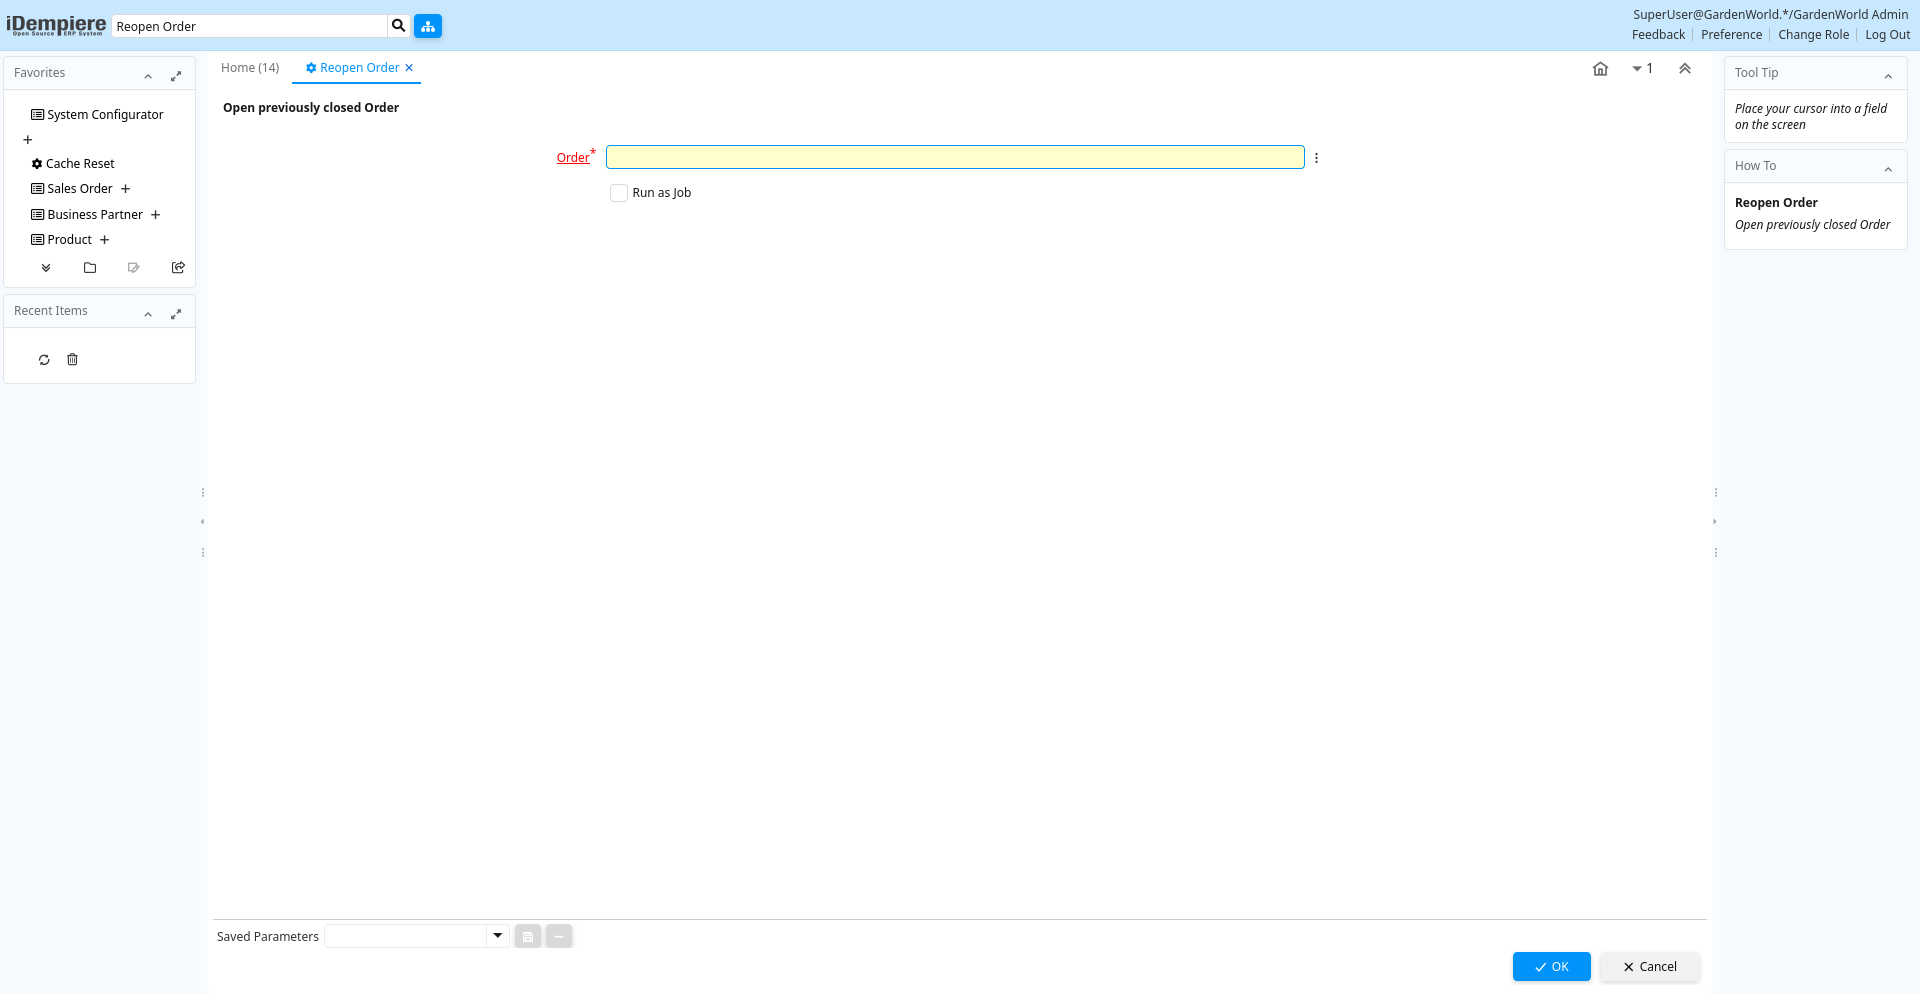 iDempiere
Open Source ERP System
Reopen Order
SuperUser@GardenWorld.*/GardenWorld Admin
Feedback
Preference
Change Role
Log Out
Favorites
System Configurator
Cache Reset
Sales Order
Business Partner
Product
Recent Items
Home (14)
Reopen Order
1
Open previously closed Order
Order*
Run as Job
Saved Parameters
OK
Cancel
Tool Tip
Place your cursor into a field
on the screen
How To
Reopen Order
Open previously closed Order